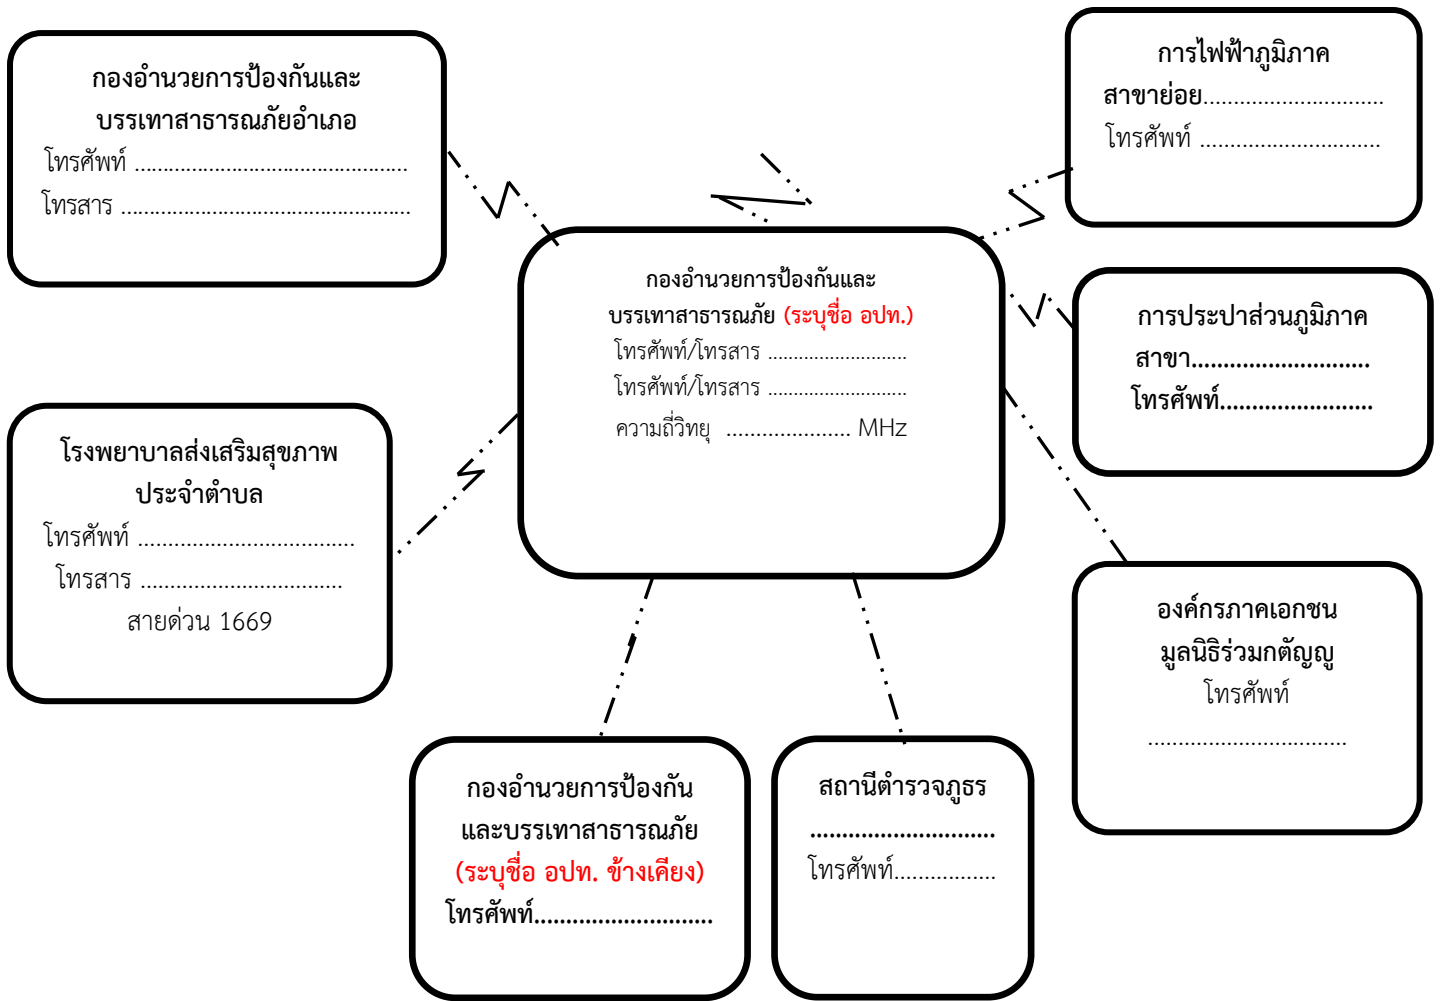 กองอำนวยการป้องกันและ
บรรเทาสาธารณภัยอำเภอ
โทรศัพท์ ..............................................
โทรสาร .................................................
การไฟฟ้าภูมิภาค
สาขาย่อย..............................
โทรศัพท์ ..............................
กองอำนวยการป้องกันและ
บรรเทาสาธารณภัย (ระบุชื่อ อปท.)
โทรศัพท์/โทรสาร ............................
โทรศัพท์/โทรสาร ............................
ความถี่วิทยุ ..................... MHz
การประปาส่วนภูมิภาค
สาขา............................
โทรศัพท์........................
โรงพยาบาลส่งเสริมสุขภาพ
ประจำตำบล
โทรศัพท์ ....................................
โทรสาร ..................................
สายด่วน 1669
องค์กรภาคเอกชน
มูลนิธิร่วมกตัญญู
โทรศัพท์
.................................
กองอำนวยการป้องกัน
และบรรเทาสาธารณภัย
(ระบุชื่อ อปท. ข้างเคียง)
โทรศัพท์............................
สถานีตำรวจภูธร
.............................
โทรศัพท์.................